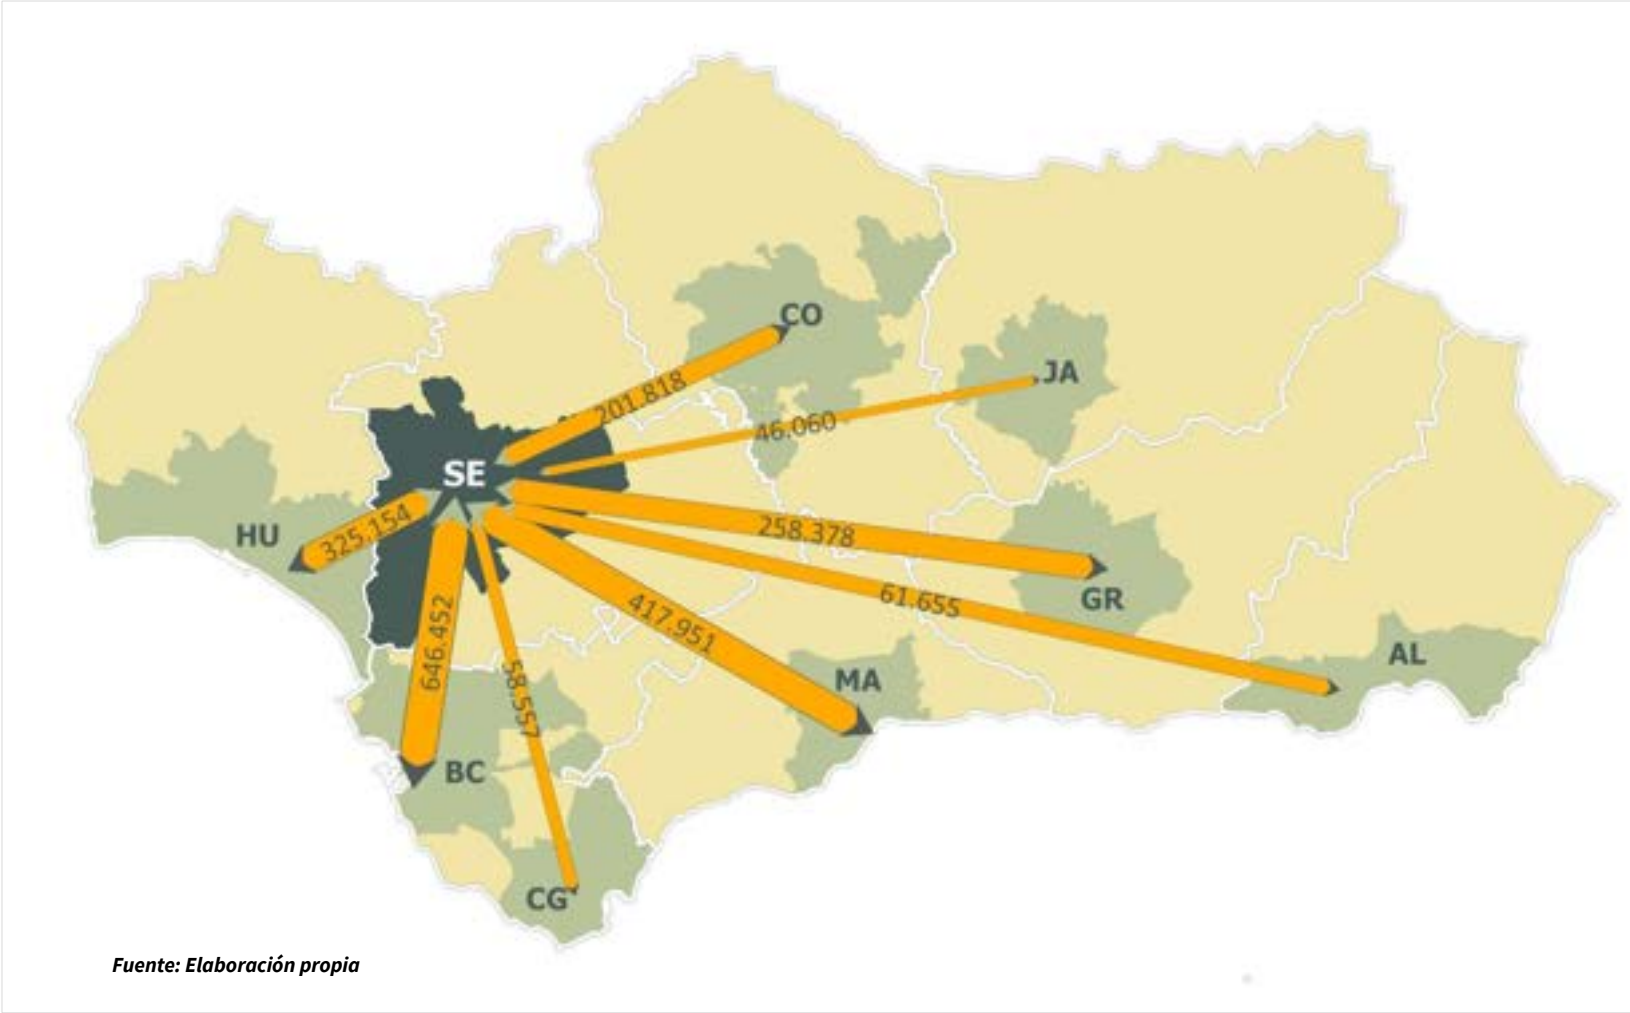 CO
201.818
JA
46.060
SE
HU
325.154
258.378
GR
61.655
646.452
417.951
AL
MA
58.557
BC
CG
Fuente: Elaboración propia